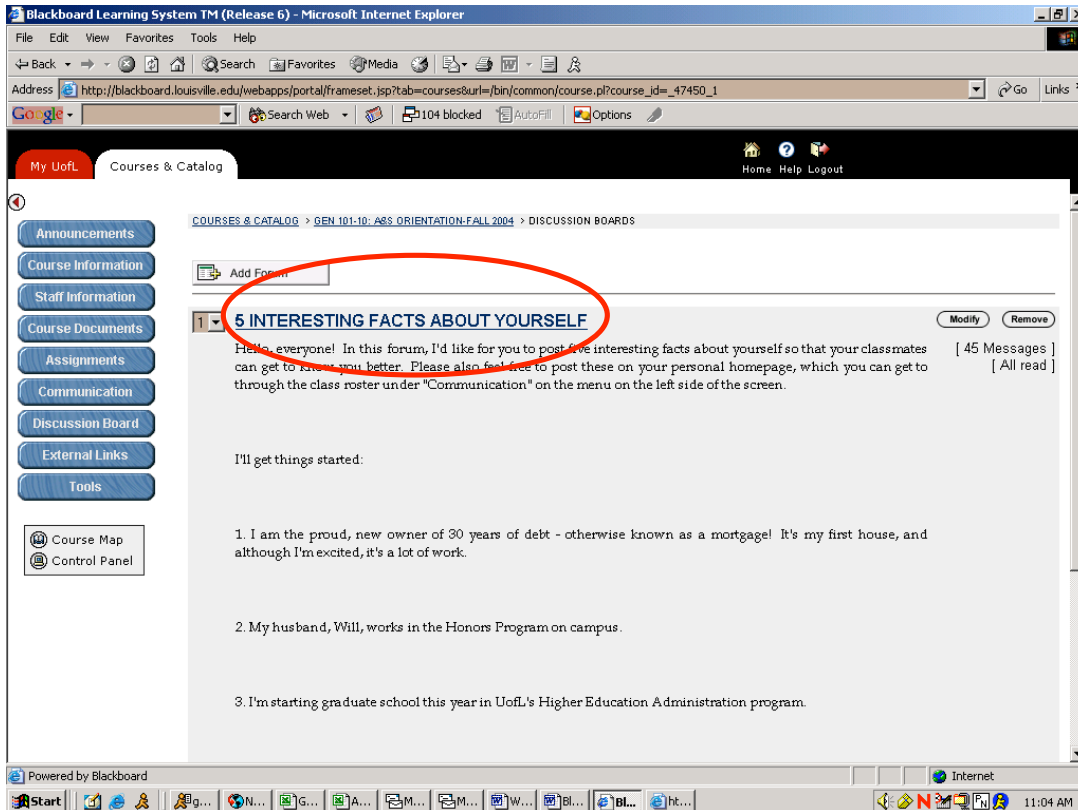 Blackboard Learning System TM (Release 6) - Microsoft Internet Explorer
File Edit View Favorites Tools Help
Back Search Favorites Media
Address http://blackboard.louisville.edu/webapps/portal/frameset.jsp?tab=courses&url=/bin/common/course.pl?course_id=_47450_1 Go Links
Google Search Web 104 blocked AutoFill Options
My UofL Courses & Catalog Home Help Logout
COURSES & CATALOG > GEN 101-10: A&S ORIENTATION-FALL 2004 > DISCUSSION BOARDS
Announcements
Course Information
Staff Information
Course Documents
Assignments
Communication
Discussion Board
External Links
Tools
Course Map
Control Panel
Add Forum
1 5 INTERESTING FACTS ABOUT YOURSELF Modify Remove
Hello, everyone! In this forum, I'd like for you to post five interesting facts about yourself so that your classmates [ 45 Messages ]
can get to know you better. Please also feel free to post these on your personal homepage, which you can get to [ All read ]
through the class roster under "Communication" on the menu on the left side of the screen.
I'll get things started:
1. I am the proud, new owner of 30 years of debt - otherwise known as a mortgage! It's my first house, and
although I'm excited, it's a lot of work.
2. My husband, Will, works in the Honors Program on campus.
3. I'm starting graduate school this year in UofL's Higher Education Administration program.
Powered by Blackboard Internet
Start g... N... G... A... M... M... W... Bl... Bl... ht... 11:04 AM